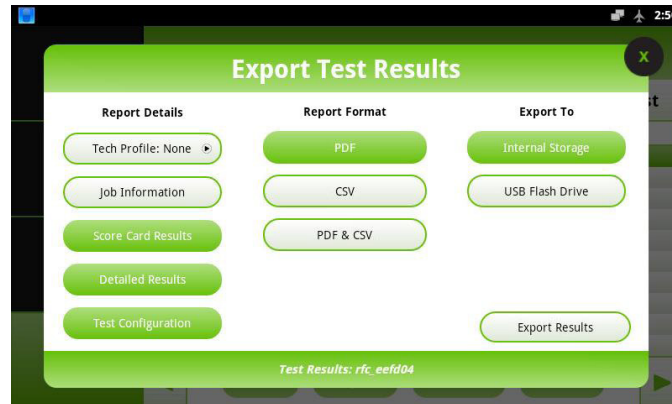 2:5
Export Test Results
X
Report Details
Report Format
Export To
Tech Profile: None
PDF
Internal Storage
Job Information
CSV
USB Flash Drive
Score Card Results
PDF & CSV
Detailed Results
Test Configuration
Export Results
Test Results: rfc_eefd04